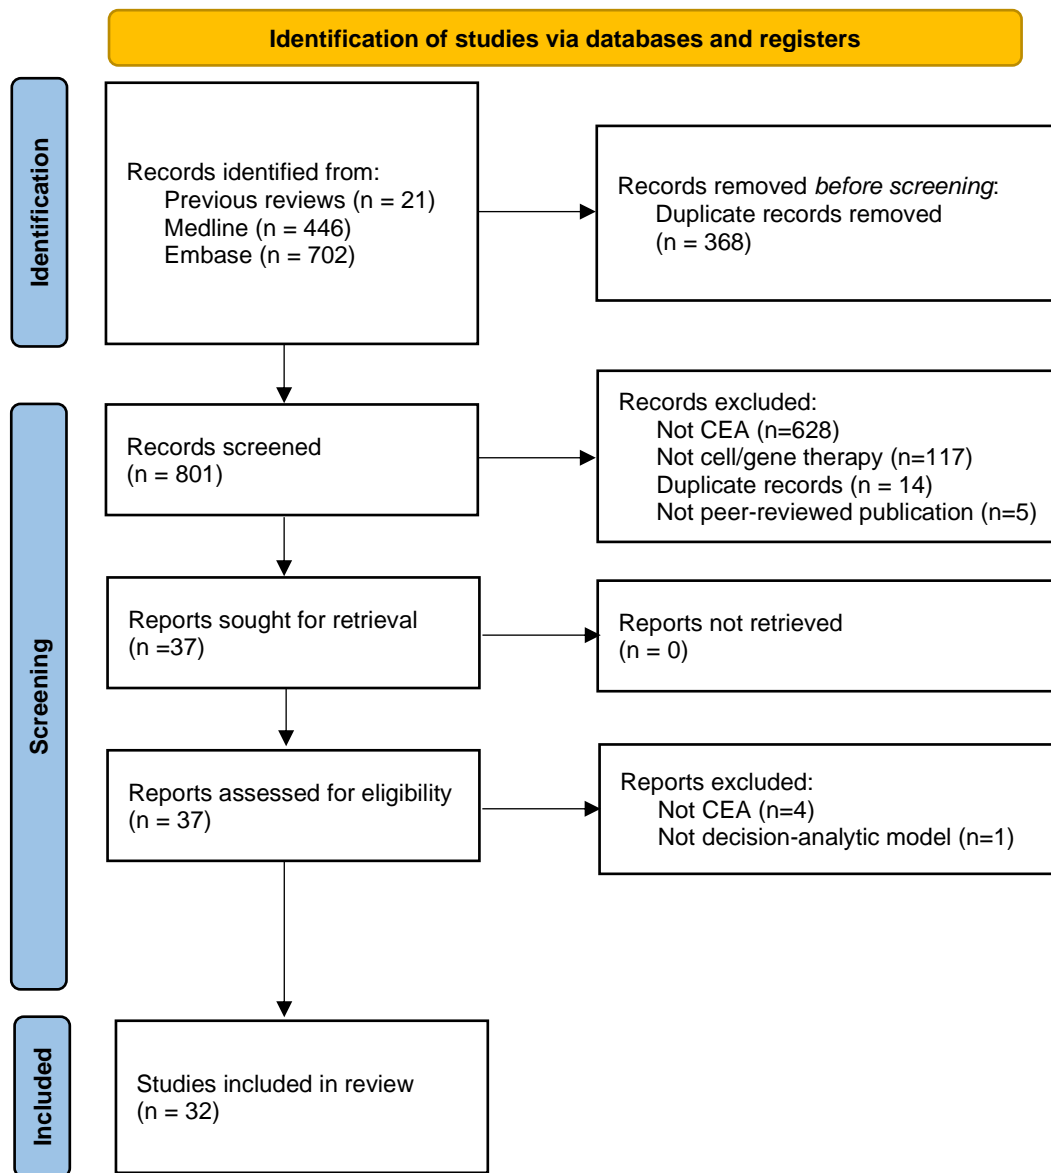 Identification of studies via databases and registers
Identification
Records identified from:
Previous reviews (n = 21)
Medline (n = 446)
Embase (n = 702)
Records removed before screening:
Duplicate records removed
(n = 368)
Screening
Records screened
(n = 801)
Records excluded:
Not CEA (n=628)
Not cell/gene therapy (n=117)
Duplicate records (n = 14)
Not peer-reviewed publication (n=5)
Reports sought for retrieval
(n =37)
Reports not retrieved
(n = 0)
Reports assessed for eligibility
(n = 37)
Reports excluded:
Not CEA (n=4)
Not decision-analytic model (n=1)
Included
Studies included in review
(n = 32)